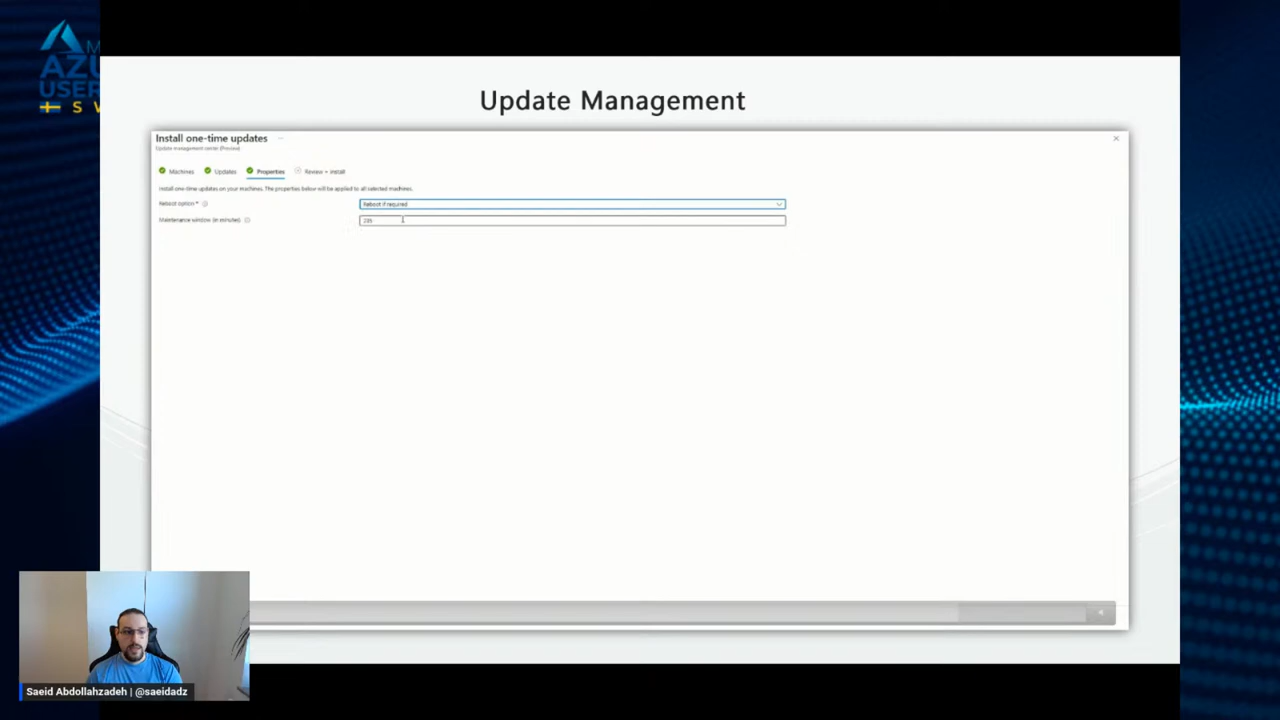 M
AZU
USER
S W
Update Management
Install one-time updates
Update management center (Preview)
Machines
Updates
Properties
Review + install
Install one-time updates on your machines. The properties below will be applied to all selected machines.
Reboot option *
Reboot if required
Maintenance window (in minutes)
Saeid Abdollahzadeh | @saeidadz